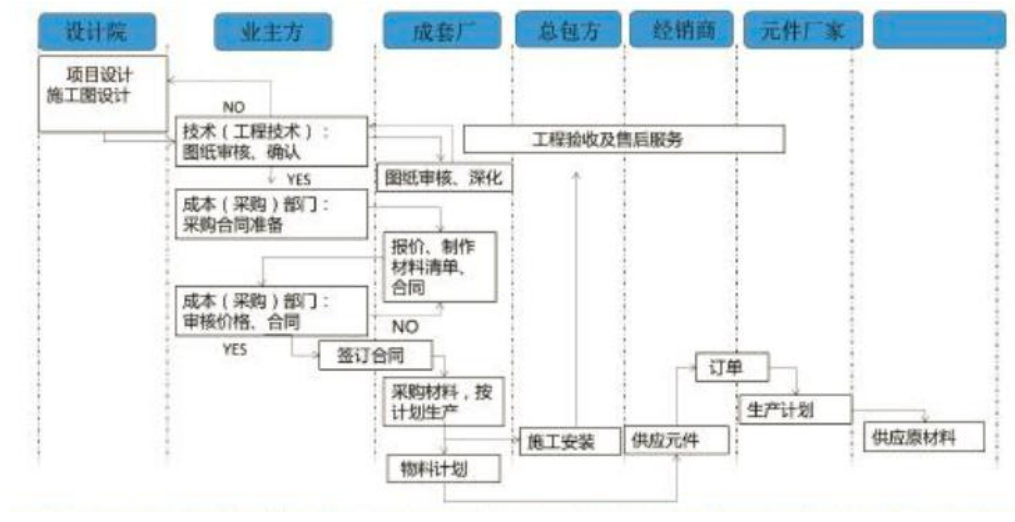 设计院
业主方
成套厂
总包方
经销商
元件厂家
项目设计
施工图设计
NO
技术（工程技术）：
图纸审核、确认
工程验收及售后服务
YES
图纸审核、深化
成本（采购）部门：
采购合同准备
报价、制作
材料清单、
合同
成本（采购）部门：
审核价格、合同
NO
YES
签订合同
订单
采购材料，按
计划生产
生产计划
施工安装
供应元件
供应原材料
物料计划